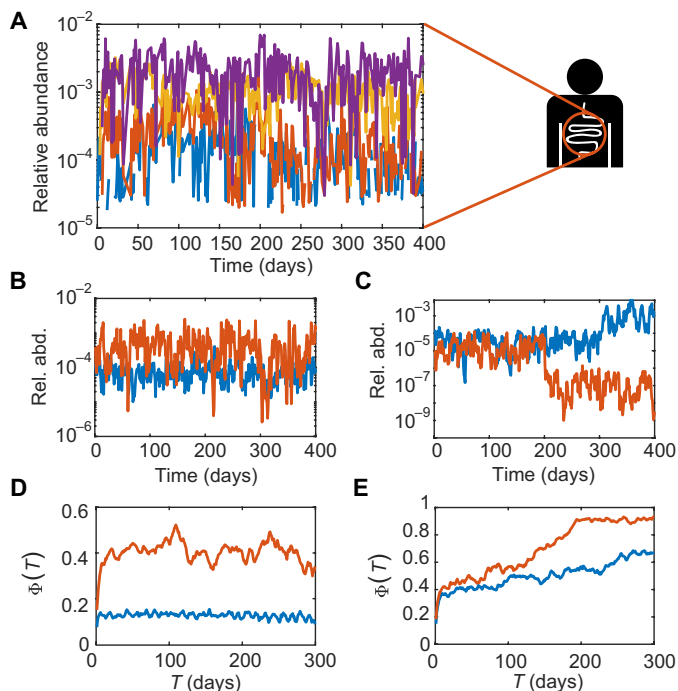 A
Relative abundance
10⁻²
10⁻³
10⁻⁴
10⁻⁵
0 50 100 150 200 250 300 350 400
Time (days)
B
Rel. abd.
10⁻²
10⁻⁴
10⁻⁶
0 100 200 300 400
Time (days)
C
Rel. abd.
10⁻³
10⁻⁵
10⁻⁷
10⁻⁹
0 100 200 300 400
Time (days)
D
Φ(T)
0.6
0.4
0.2
0
0 100 200 300
T (days)
E
Φ(T)
1
0.8
0.6
0.4
0.2
0
0 100 200 300
T (days)